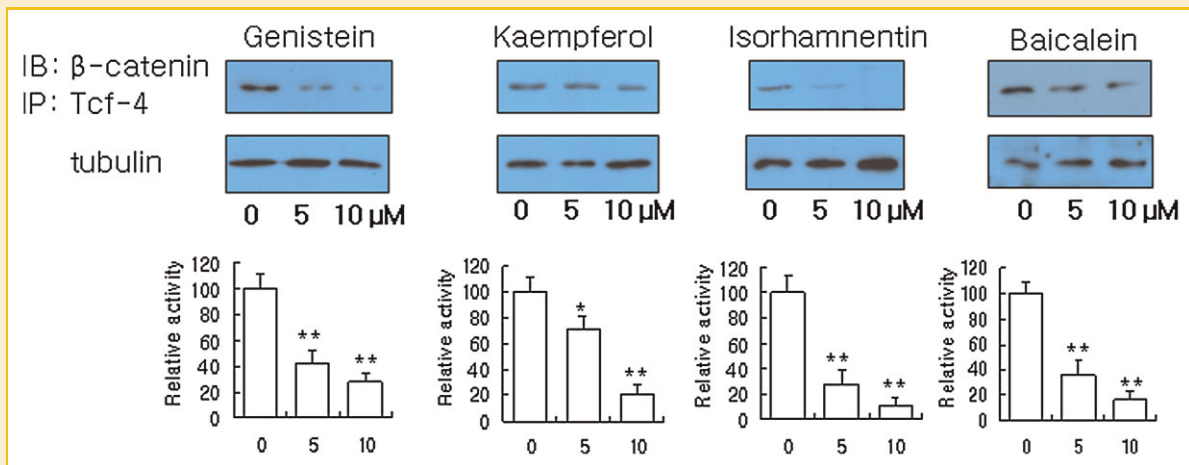 Genistein Kaempferol Isorhamnentin Baicalein
IB: β-catenin
IP: Tcf-4
tubulin
0 5 10 μM 0 5 10 μM 0 5 10 μM 0 5 10 μM
Relative activity
120
100
80
60
40
20
0
** **
0 5 10
Relative activity
120
100
80
60
40
20
0
* **
0 5 10
Relative activity
120
100
80
60
40
20
0
** **
0 5 10
Relative activity
120
100
80
60
40
20
0
** **
0 5 10